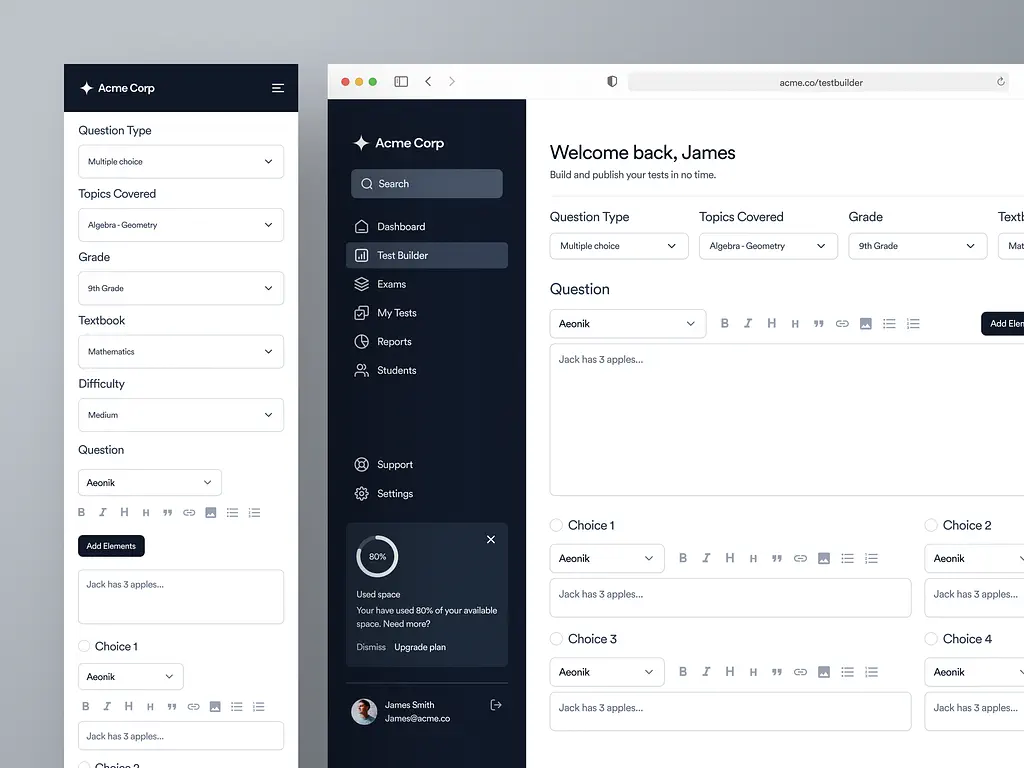 Acme Corp
Question Type
Multiple choice
Topics Covered
Algebra - Geometry
Grade
9th Grade
Textbook
Mathematics
Difficulty
Medium
Question
Aeonik
B I H H
Add Elements
Jack has 3 apples...
Choice 1
Aeonik
B I H H
Jack has 3 apples...
Choice 2
acme.co/testbuilder
Acme Corp
Search
Dashboard
Test Builder
Exams
My Tests
Reports
Students
Support
Settings
80%
Used space
Your have used 80% of your available
space. Need more?
Dismiss Upgrade plan
James Smith
James@acme.co
Welcome back, James
Build and publish your tests in no time.
Question Type Topics Covered Grade Textb
Multiple choice Algebra - Geometry 9th Grade Mat
Question
Aeonik B I H H Add Elem
Jack has 3 apples...
Choice 1 Choice 2
Aeonik B I H H Aeonik
Jack has 3 apples... Jack has 3 apples...
Choice 3 Choice 4
Aeonik B I H H Aeonik
Jack has 3 apples... Jack has 3 apples...